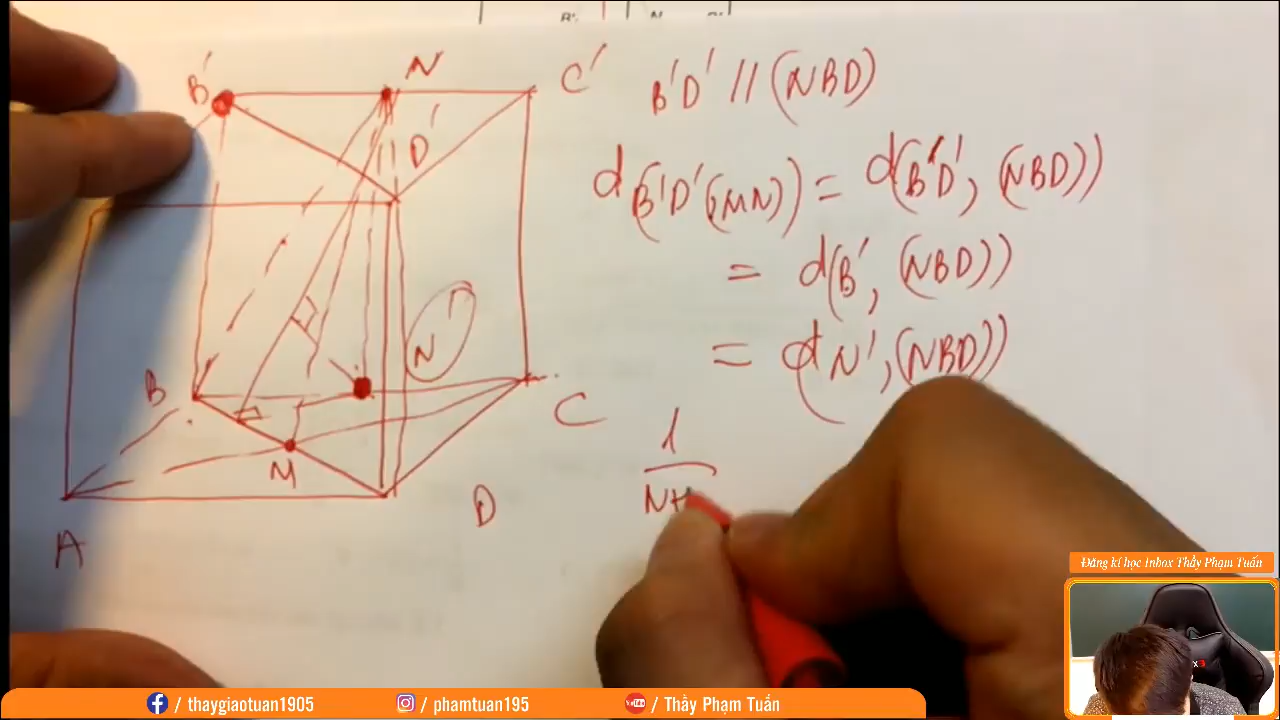 B'
N
C'
D'
N'
B
C
M
D
A
B'D' // (NBD)
d(B'D'(MN)) = d(B'D', (NBD))
= d(B', (NBD))
= d(N', (NBD))
1
NH
Đăng kí học Inbox Thầy Phạm Tuấn
/ thaygiaotuan1905
/ phamtuan195
/ Thầy Phạm Tuấn